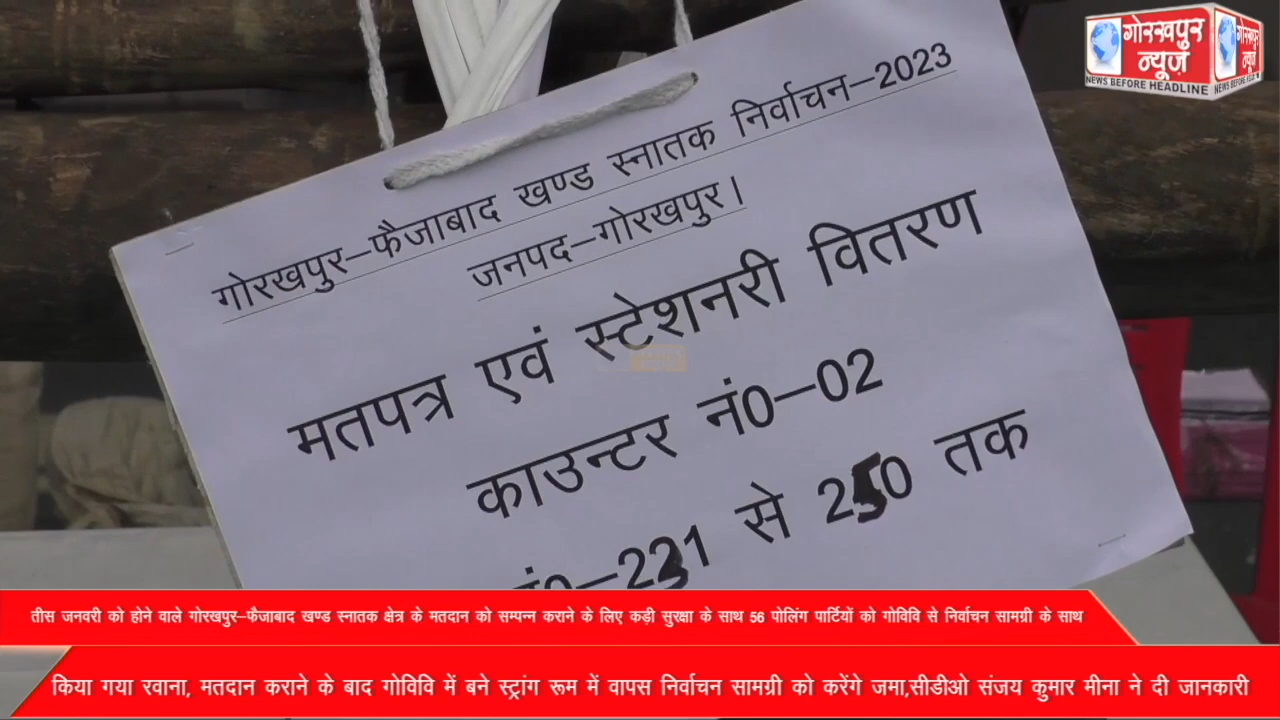 गोरखपुर
न्यूज़
NEWS BEFORE HEADLINE
गोरखपुर–फैजाबाद खण्ड स्नातक निर्वाचन–2023
जनपद–गोरखपुर।
मतपत्र एवं स्टेशनरी वितरण
काउन्टर नं0–02
नं0–231 से 250 तक
तीस जनवरी को होने वाले गोरखपुर–फैजाबाद खण्ड स्नातक क्षेत्र के मतदान को सम्पन्न कराने के लिए कड़ी सुरक्षा के साथ 56 पोलिंग पार्टियों को गोविवि से निर्वाचन सामग्री के साथ
किया गया रवाना, मतदान कराने के बाद गोविवि में बने स्ट्रांग रूम में वापस निर्वाचन सामग्री को करेंगे जमा,सीडीओ संजय कुमार मीना ने दी जानकारी